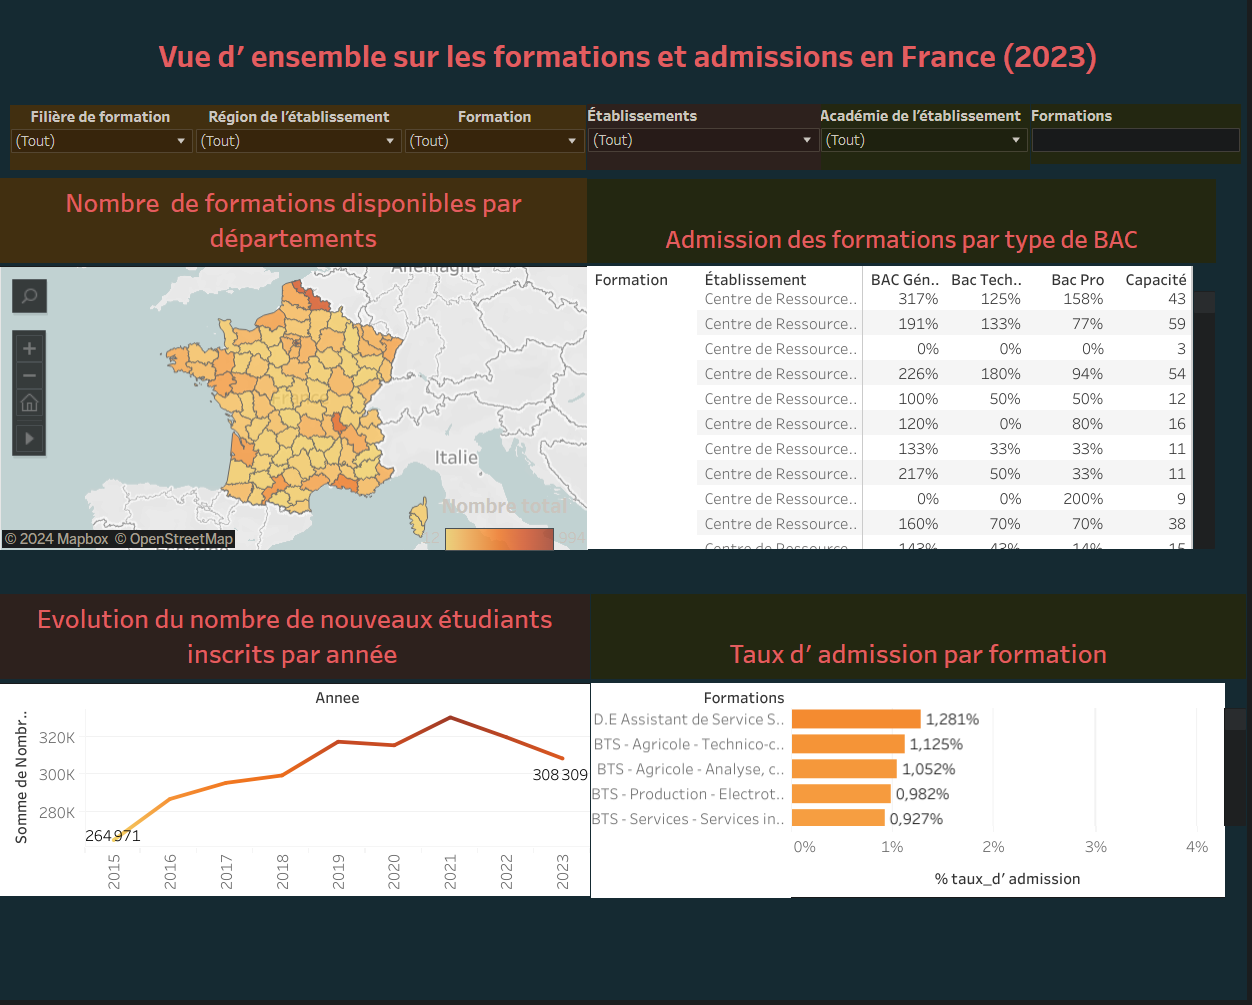 Vue d’ ensemble sur les formations et admissions en France (2023)
Filière de formation
Région de l’établissement
Formation
Établissements
Académie de l’établissement
Formations
(Tout)
(Tout)
(Tout)
(Tout)
(Tout)
Nombre  de formations disponibles par
départements
Admission des formations par type de BAC
Allemagne
France
Italie
Nombre total
© 2024 Mapbox © OpenStreetMap
Formation Établissement BAC Gén.. Bac Tech.. Bac Pro Capacité
Centre de Ressource.. 317% 125% 158% 43
Centre de Ressource.. 191% 133% 77% 59
Centre de Ressource.. 0% 0% 0% 3
Centre de Ressource.. 226% 180% 94% 54
Centre de Ressource.. 100% 50% 50% 12
Centre de Ressource.. 120% 0% 80% 16
Centre de Ressource.. 133% 33% 33% 11
Centre de Ressource.. 217% 50% 33% 11
Centre de Ressource.. 0% 0% 200% 9
Centre de Ressource.. 160% 70% 70% 38
Centre de Ressource.. 143% 43% 14% 15
Evolution du nombre de nouveaux étudiants
inscrits par année
Taux d’ admission par formation
Annee
Somme de Nombr..
320K
300K
280K
264 971
308 309
2015 2016 2017 2018 2019 2020 2021 2022 2023
Formations
D.E Assistant de Service S.. 1,281%
BTS - Agricole - Technico-c.. 1,125%
BTS - Agricole - Analyse, c.. 1,052%
BTS - Production - Electrot.. 0,982%
BTS - Services - Services in.. 0,927%
0% 1% 2% 3% 4%
% taux_d’ admission